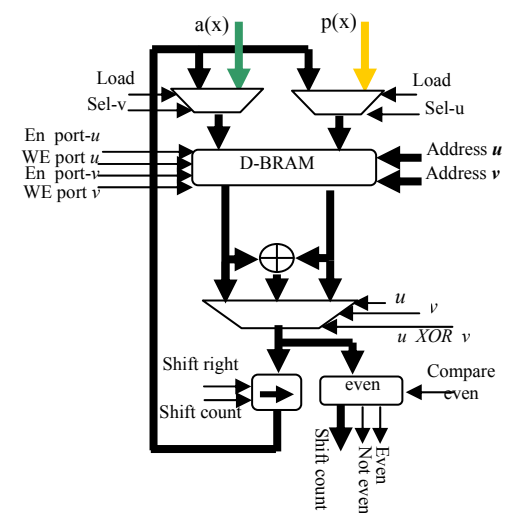 a(x)
p(x)
Load
Load
Sel-v
Sel-u
En port-u
WE port u
En port-v
WE port v
D-BRAM
Address u
Address v
u
v
u XOR v
Shift right
Shift count
even
Compare even
Shift count
Not even
Even